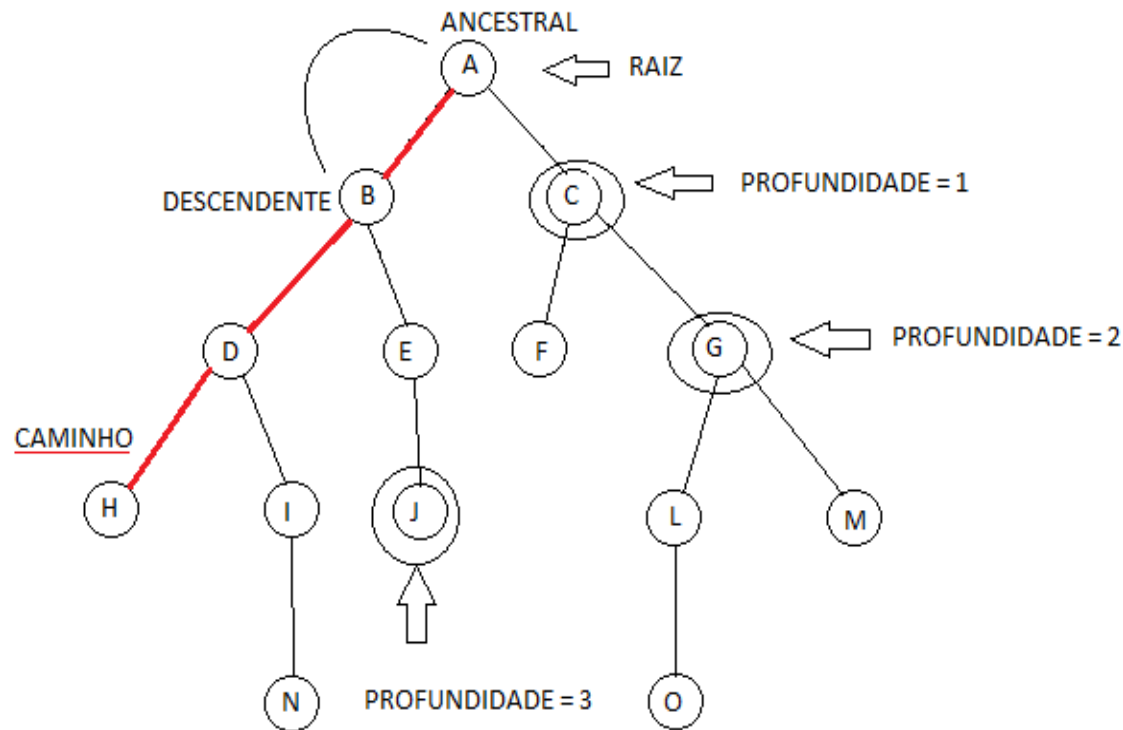 ANCESTRAL
A
RAIZ
DESCENDENTE
B
C
PROFUNDIDADE = 1
D
E
F
G
PROFUNDIDADE = 2
CAMINHO
H
I
J
L
M
N
PROFUNDIDADE = 3
O